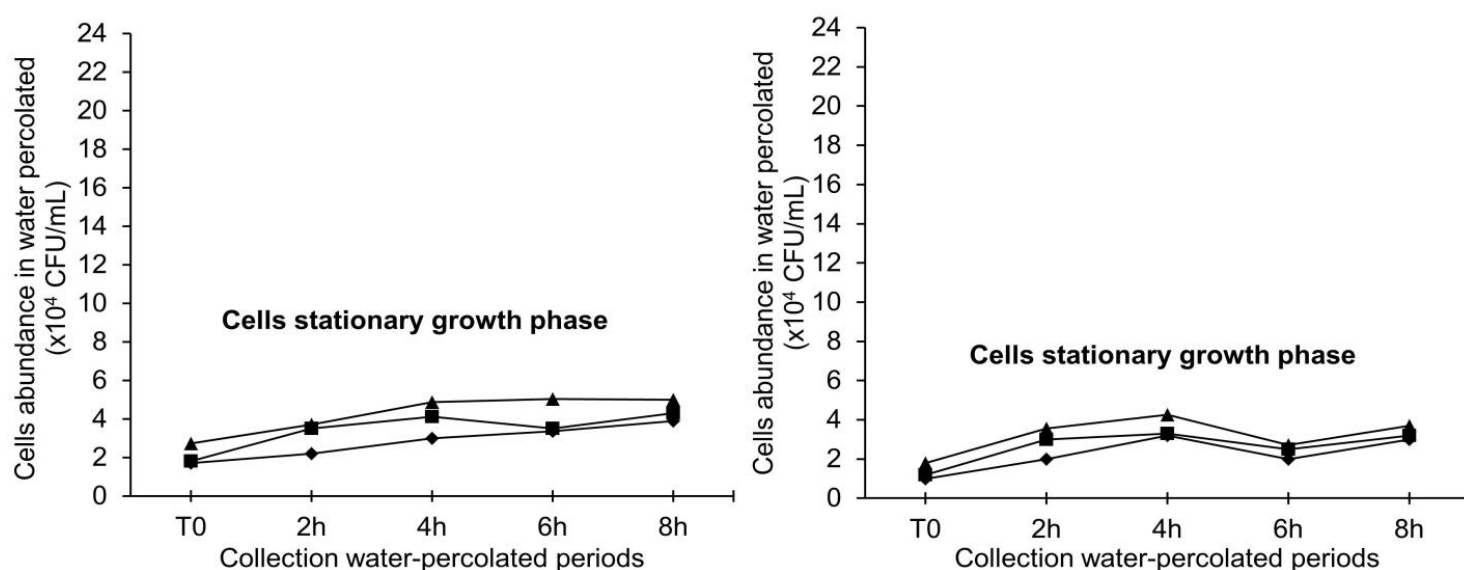 Cells abundance in water percolated
(x10⁴ CFU/mL)
24
22
20
18
16
14
12
10
8
6
4
2
0
Cells stationary growth phase
T0 2h 4h 6h 8h
Collection water-percolated periods
Cells abundance in water percolated
(x10⁴ CFU/mL)
24
22
20
18
16
14
12
10
8
6
4
2
0
Cells stationary growth phase
T0 2h 4h 6h 8h
Collection water-percolated periods